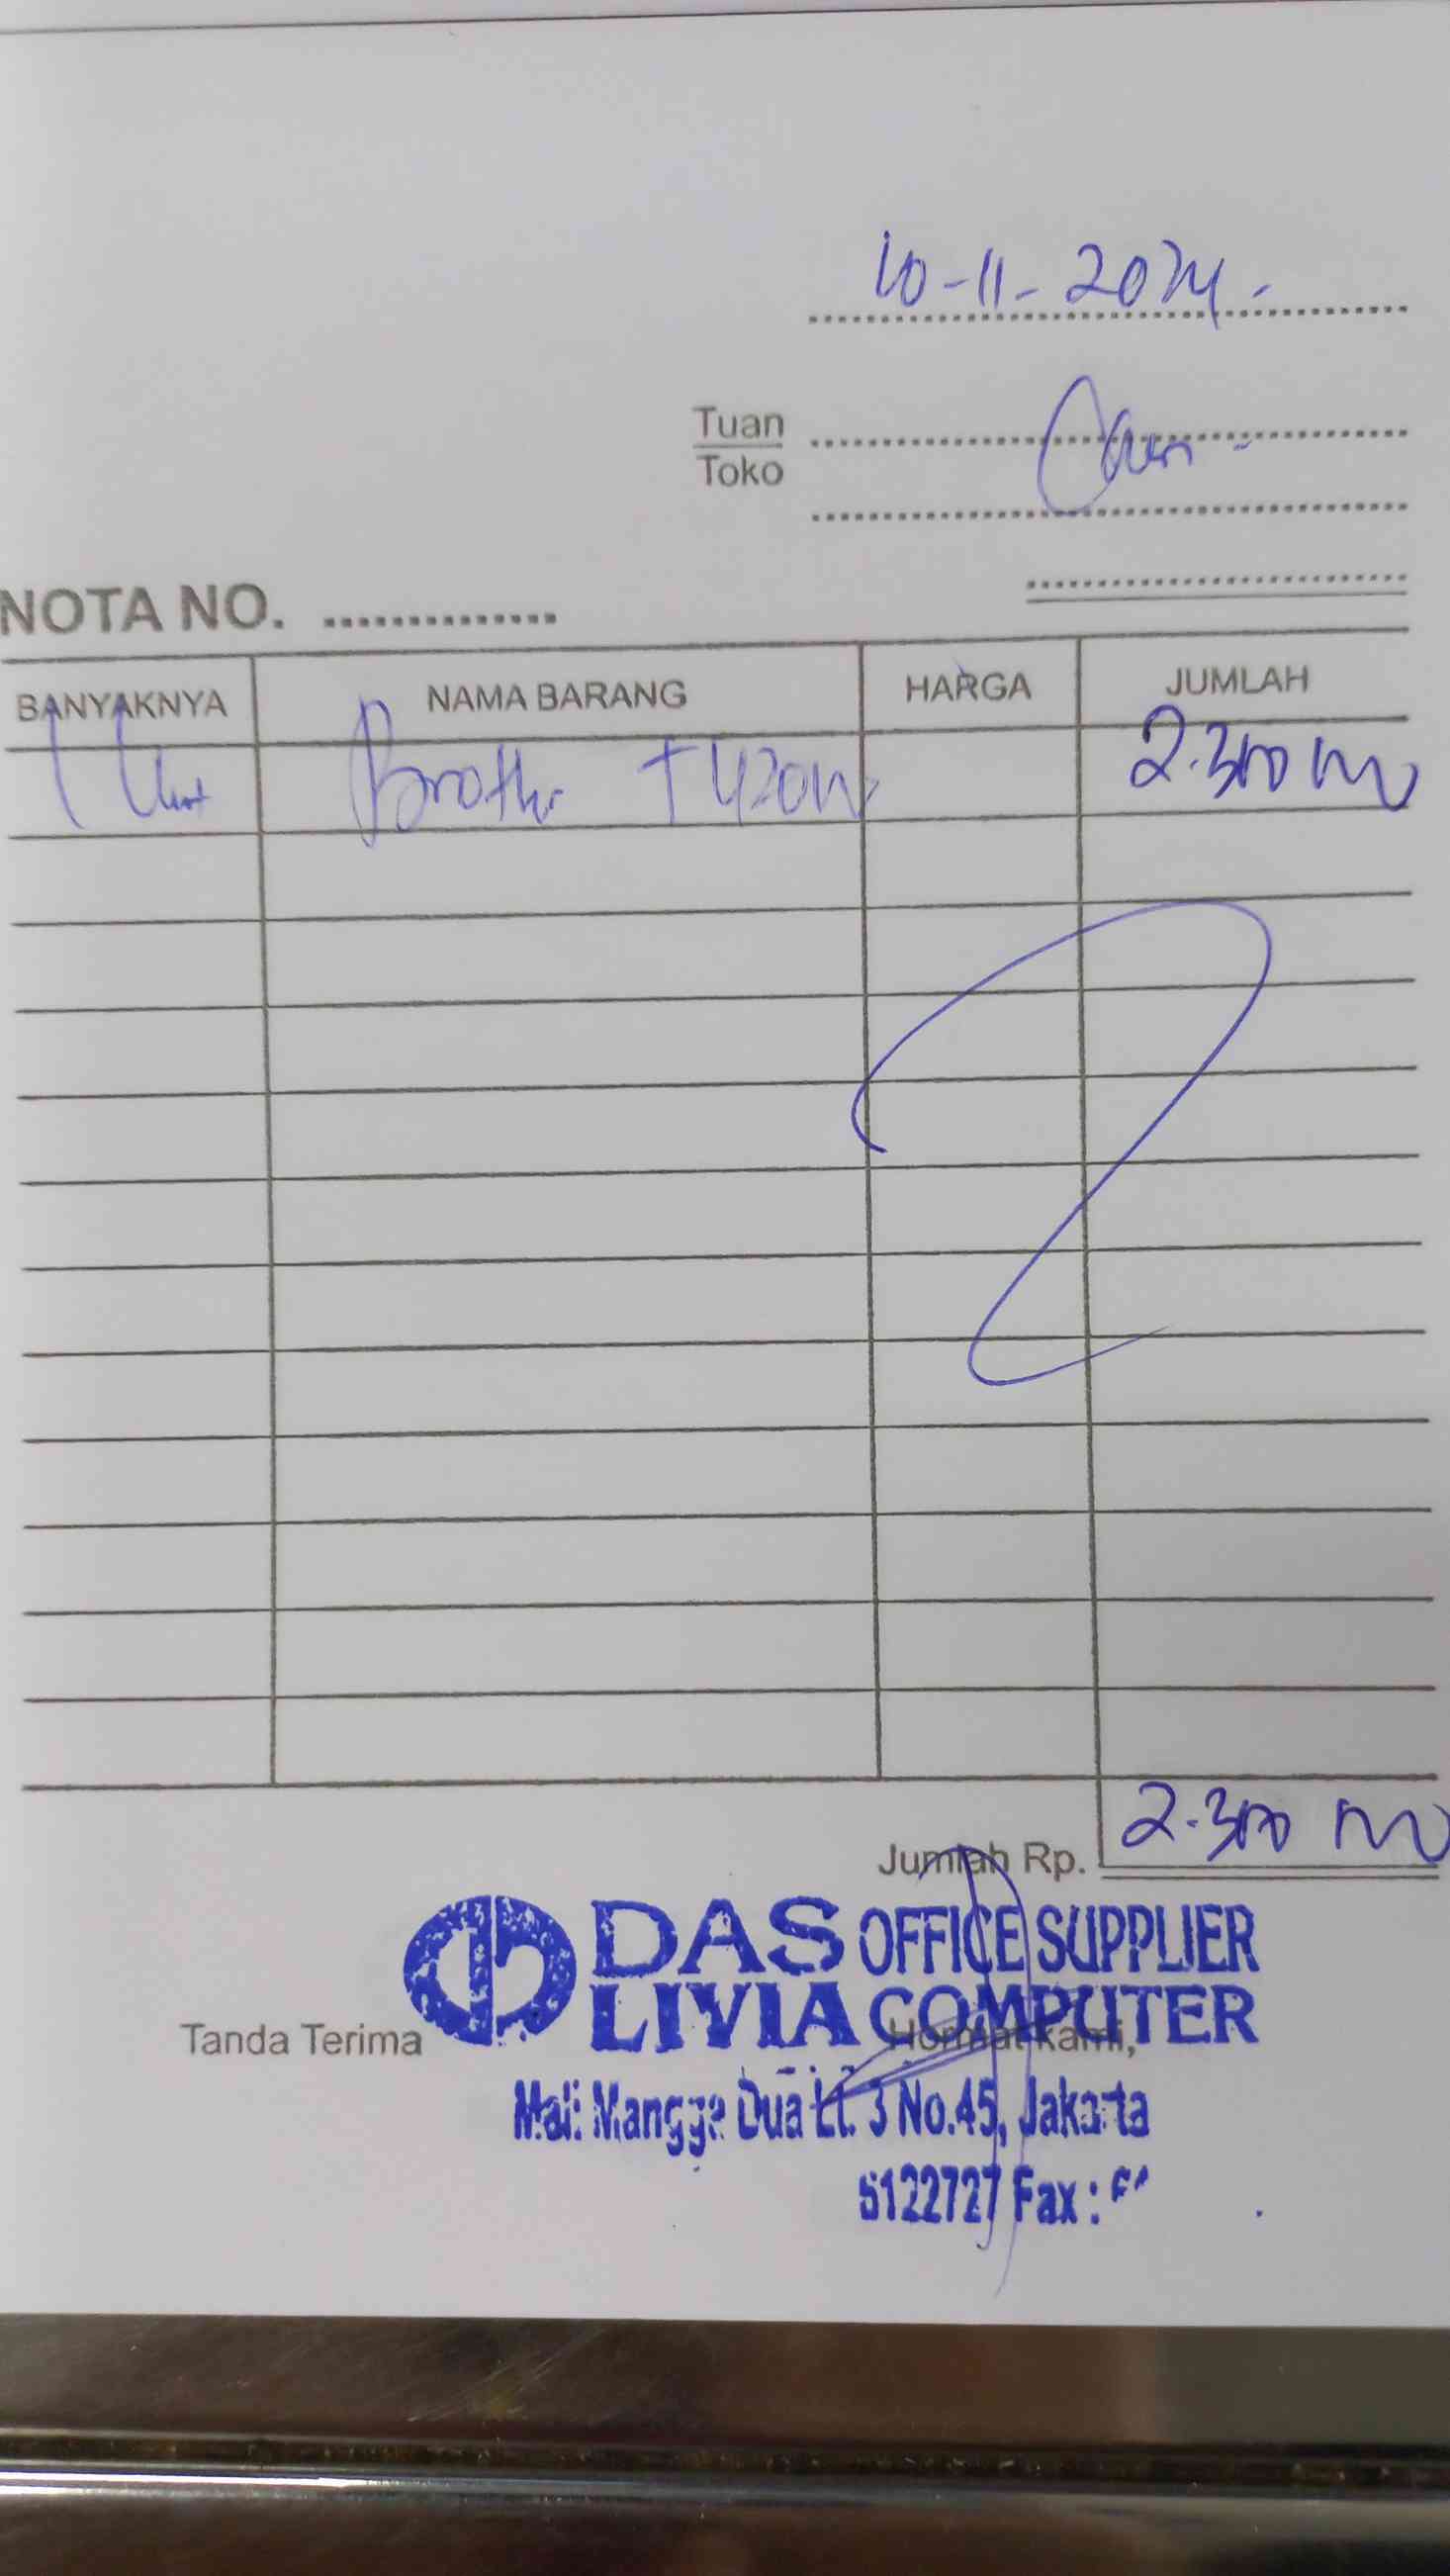 10-11-2024-
Tuan
Toko
NOTA NO.
BANYAKNYA NAMA BARANG HARGA JUMLAH
1 Unit Brother T420W 2.300
Jumlah Rp. 2.300
DAS OFFICE SUPPLIER
LIVIA COMPUTER
Tanda Terima Hormat kami,
Mall Mangga Dua Lt. 3 No.45, Jakarta
6122727 Fax :